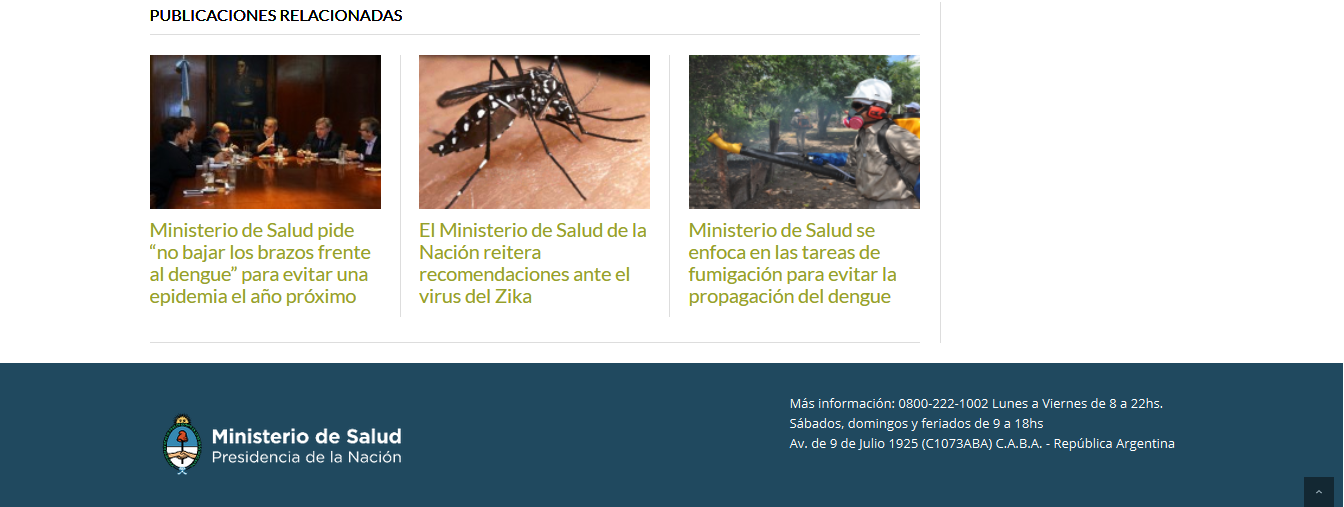 PUBLICACIONES RELACIONADAS
Ministerio de Salud pide
“no bajar los brazos frente
al dengue” para evitar una
epidemia el año próximo
El Ministerio de Salud de la
Nación reitera
recomendaciones ante el
virus del Zika
Ministerio de Salud se
enfoca en las tareas de
fumigación para evitar la
propagación del dengue
Ministerio de Salud
Presidencia de la Nación
Más información: 0800-222-1002 Lunes a Viernes de 8 a 22hs.
Sábados, domingos y feriados de 9 a 18hs
Av. de 9 de Julio 1925 (C1073ABA) C.A.B.A. - República Argentina